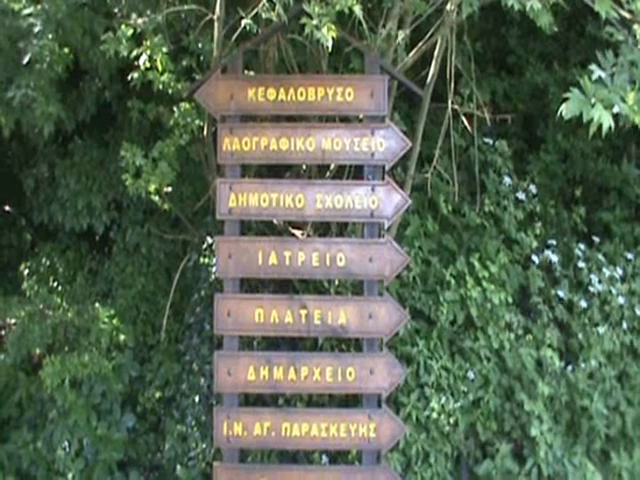 ΚΕΦΑΛΟΒΡΥΣΟ
ΛΑΟΓΡΑΦΙΚΟ ΜΟΥΣΕΙΟ
ΔΗΜΟΤΙΚΟ ΣΧΟΛΕΙΟ
ΙΑΤΡΕΙΟ
ΠΛΑΤΕΙΑ
ΔΗΜΑΡΧΕΙΟ
Ι.Ν. ΑΓ. ΠΑΡΑΣΚΕΥΗΣ